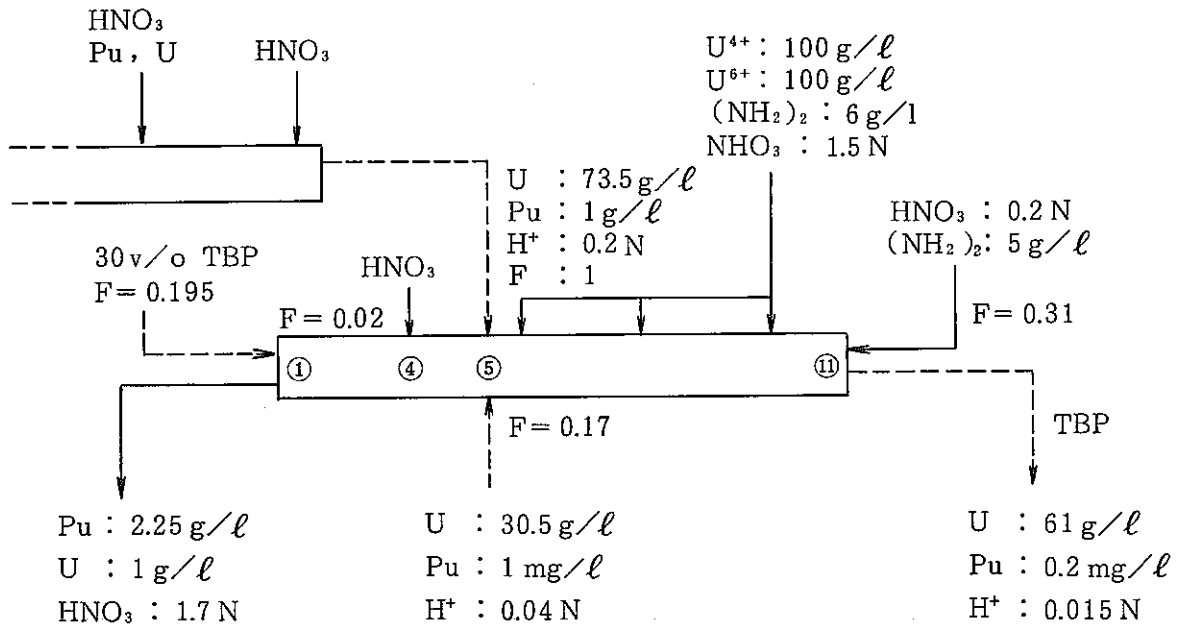 HNO₃
Pu, U
HNO₃
U⁴⁺: 100 g/ℓ
U⁶⁺: 100 g/ℓ
(NH₂)₂ : 6 g/l
NHO₃ : 1.5 N
U : 73.5 g/ℓ
Pu : 1 g/ℓ
H⁺ : 0.2 N
F : 1
HNO₃ : 0.2 N
(NH₂)₂: 5 g/ℓ
F = 0.31
30 v/o TBP
F = 0.195
HNO₃
F = 0.02
①
④
⑤
⑪
F = 0.17
TBP
Pu : 2.25 g/ℓ
U : 1 g/ℓ
HNO₃ : 1.7 N
U : 30.5 g/ℓ
Pu : 1 mg/ℓ
H⁺ : 0.04 N
U : 61 g/ℓ
Pu : 0.2 mg/ℓ
H⁺ : 0.015 N